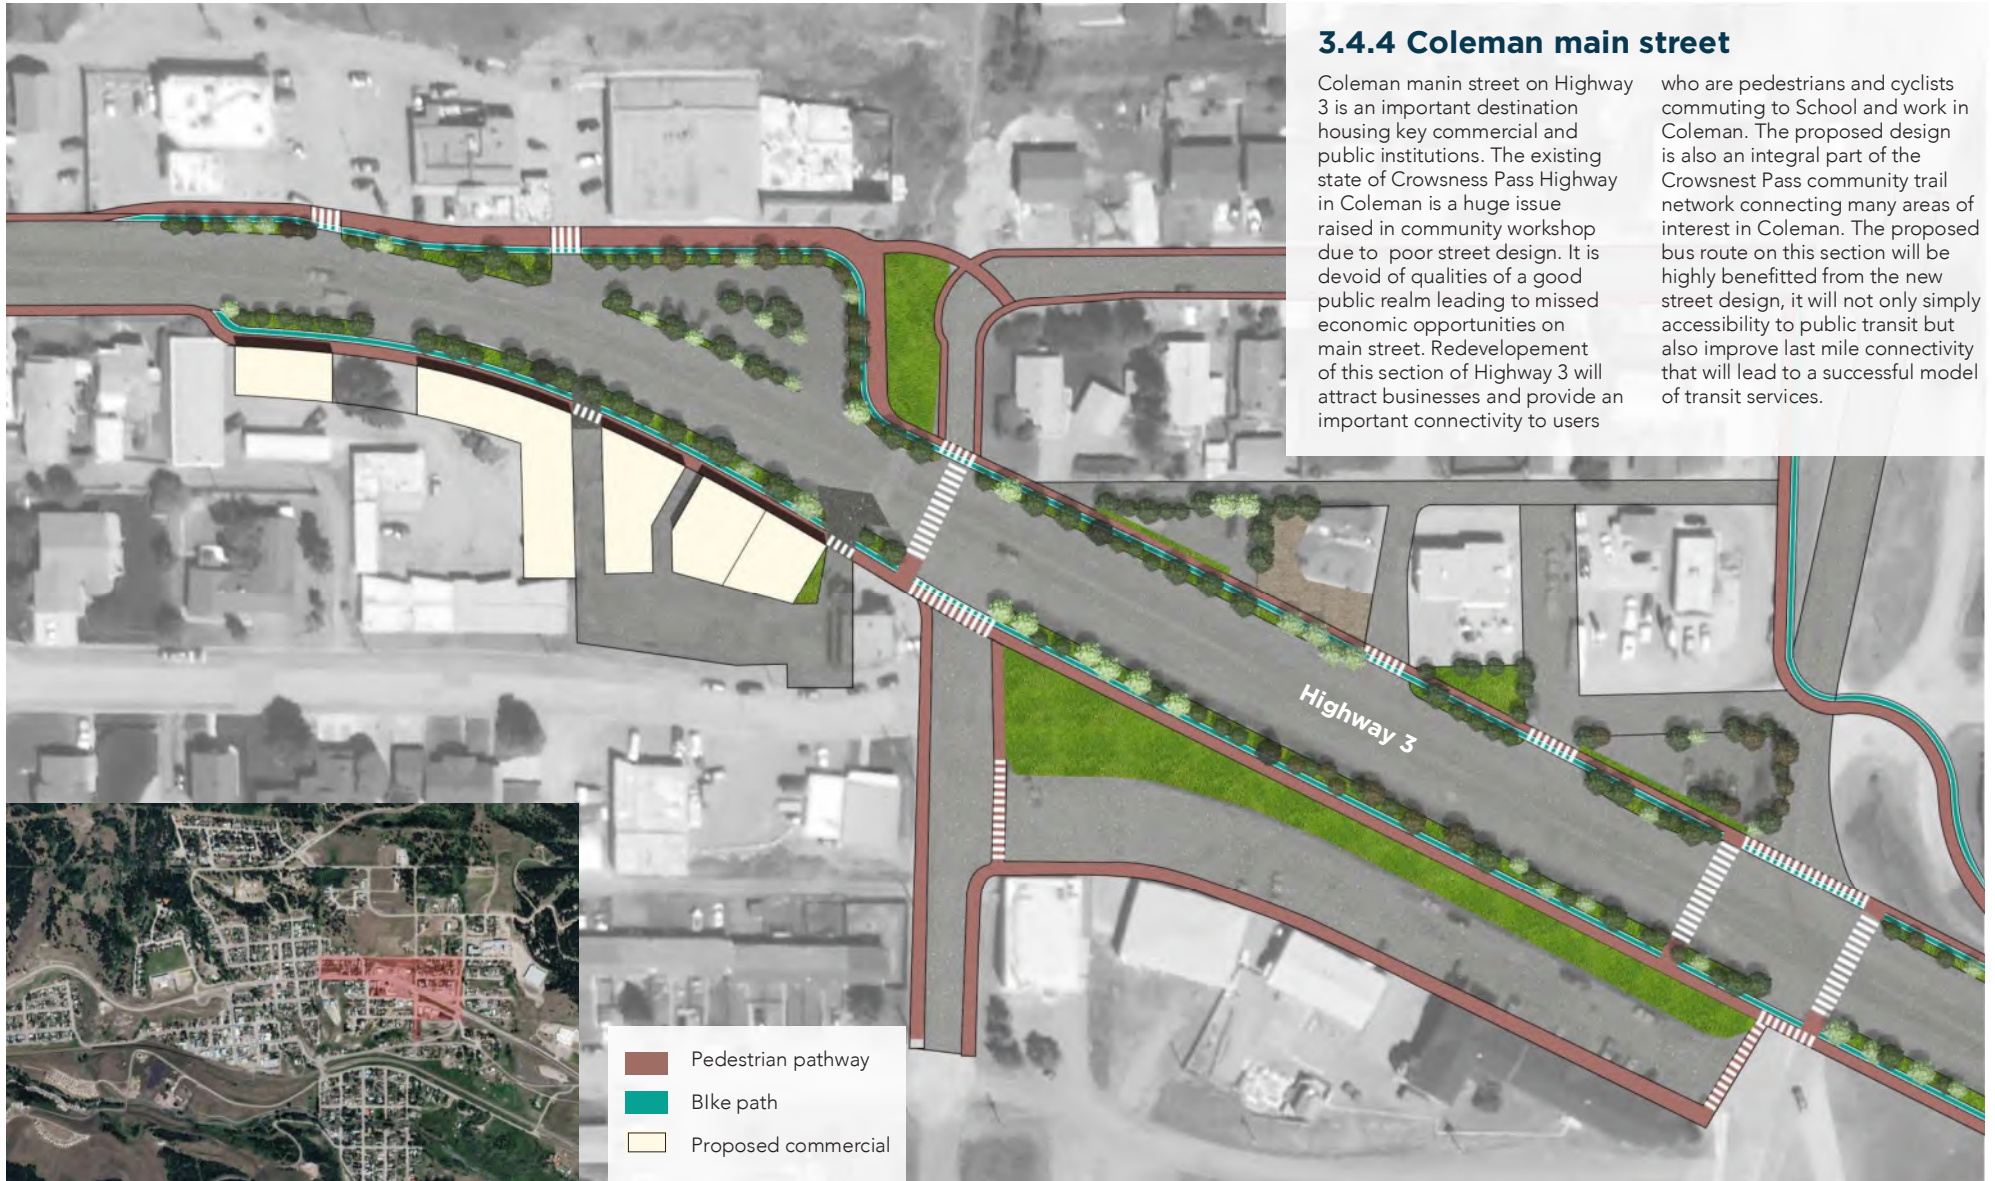 3.4.4 Coleman main street
Coleman manin street on Highway
3 is an important destination
housing key commercial and
public institutions. The existing
state of Crowsness Pass Highway
in Coleman is a huge issue
raised in community workshop
due to  poor street design. It is
devoid of qualities of a good
public realm leading to missed
economic opportunities on
main street. Redevelopement
of this section of Highway 3 will
attract businesses and provide an
important connectivity to users
who are pedestrians and cyclists
commuting to School and work in
Coleman. The proposed design
is also an integral part of the
Crowsnest Pass community trail
network connecting many areas of
interest in Coleman. The proposed
bus route on this section will be
highly benefitted from the new
street design, it will not only simply
accessibility to public transit but
also improve last mile connectivity
that will lead to a successful model
of transit services.
Highway 3
Pedestrian pathway
BIke path
Proposed commercial